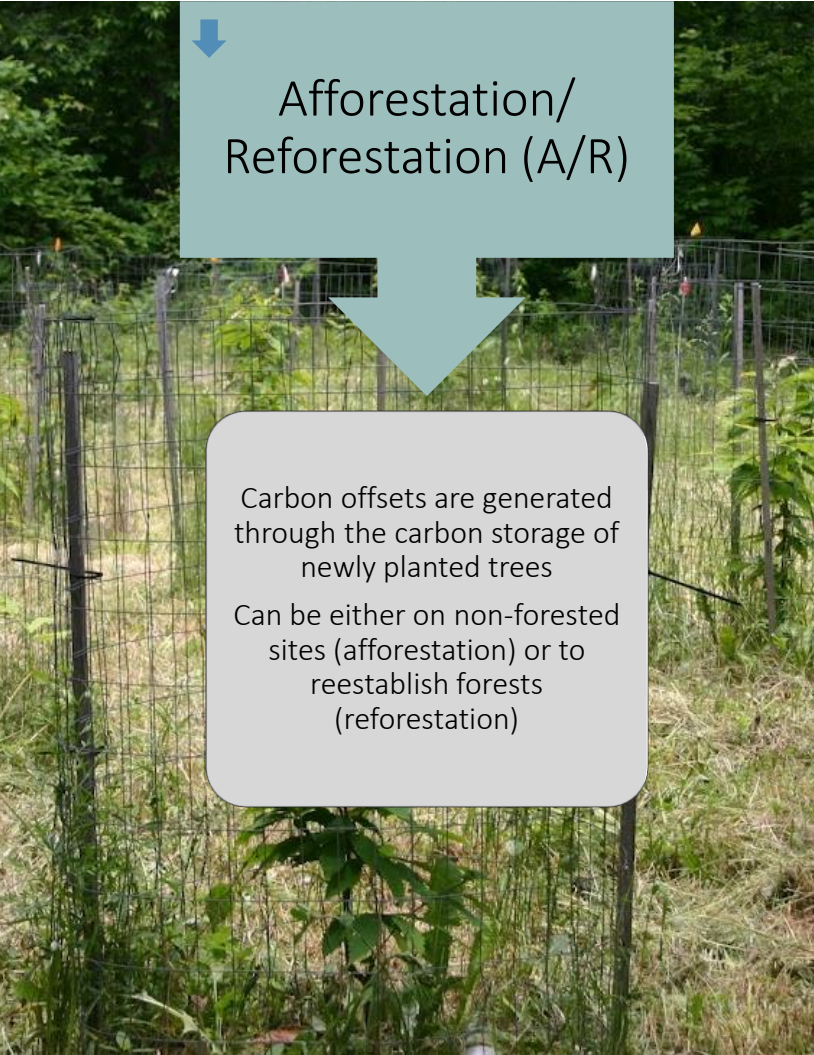 Afforestation/
Reforestation (A/R)
Carbon offsets are generated
through the carbon storage of
newly planted trees
Can be either on non-forested
sites (afforestation) or to
reestablish forests
(reforestation)